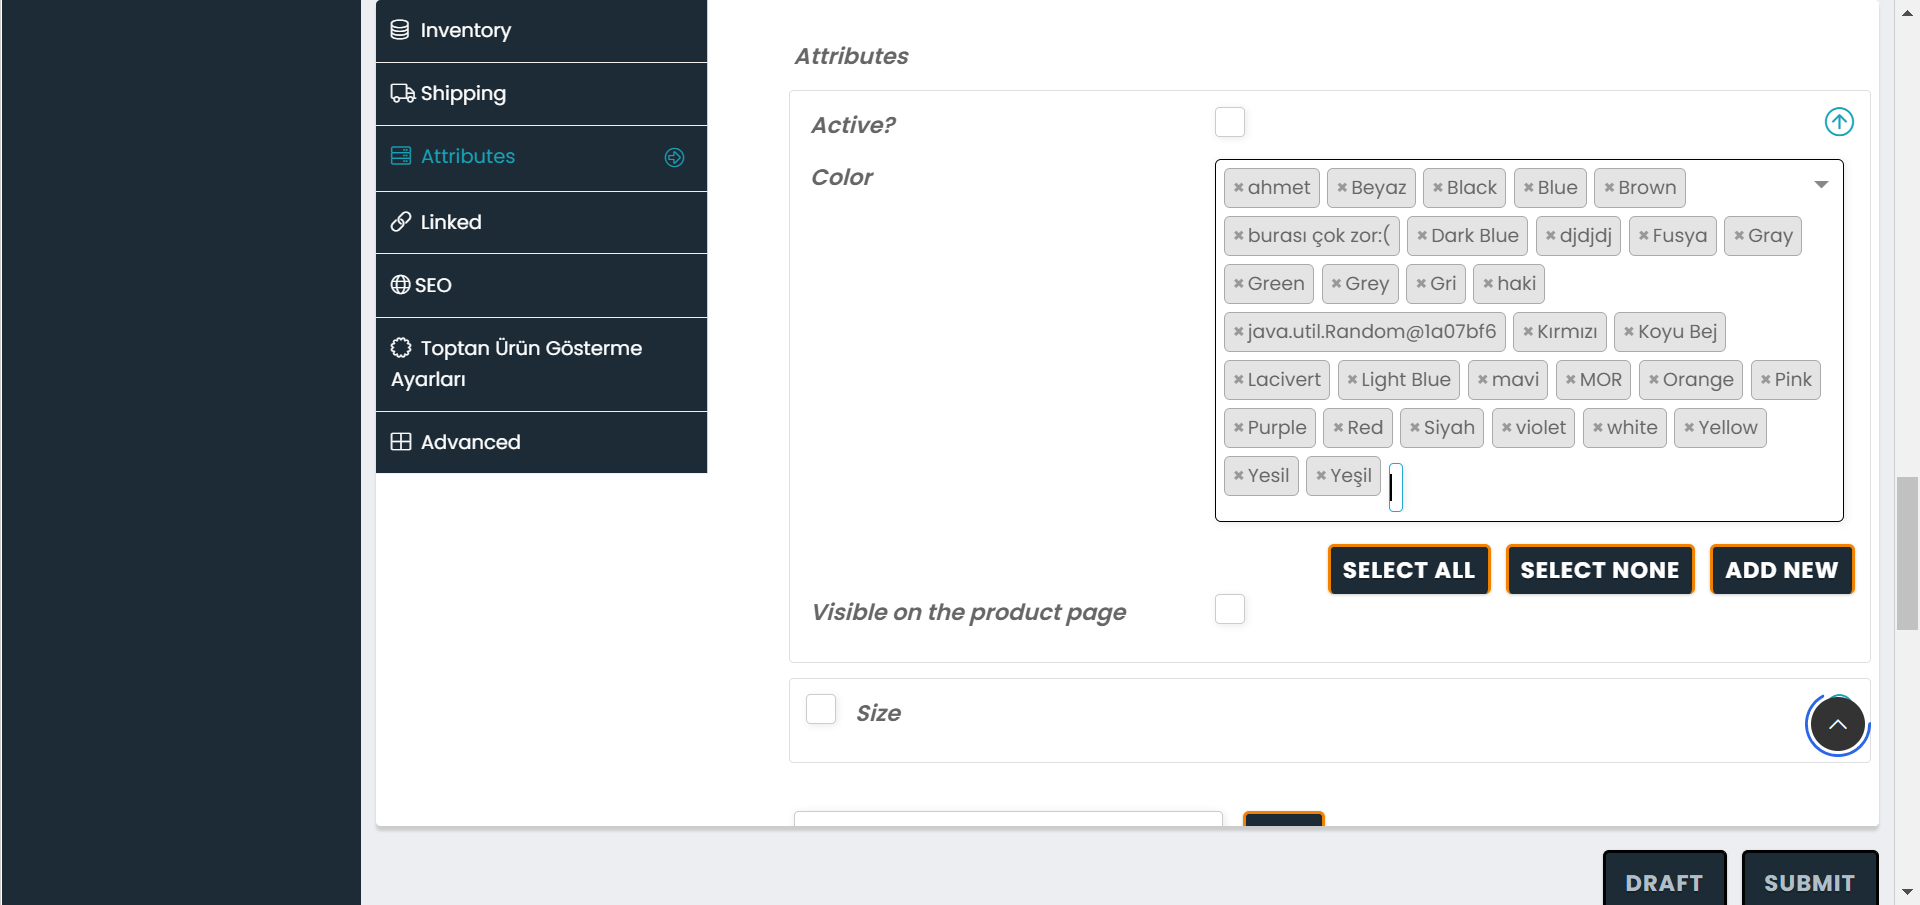 Inventory
Shipping
Attributes
Linked
SEO
Toptan Ürün Gösterme
Ayarları
Advanced
Attributes
Active?
Color
× ahmet × Beyaz × Black × Blue × Brown
× burası çok zor:( × Dark Blue × djdjdj × Fusya × Gray
× Green × Grey × Gri × haki
× java.util.Random@1a07bf6 × Kırmızı × Koyu Bej
× Lacivert × Light Blue × mavi × MOR × Orange × Pink
× Purple × Red × Siyah × violet × white × Yellow
× Yesil × Yeşil
SELECT ALL SELECT NONE ADD NEW
Visible on the product page
Size
DRAFT SUBMIT